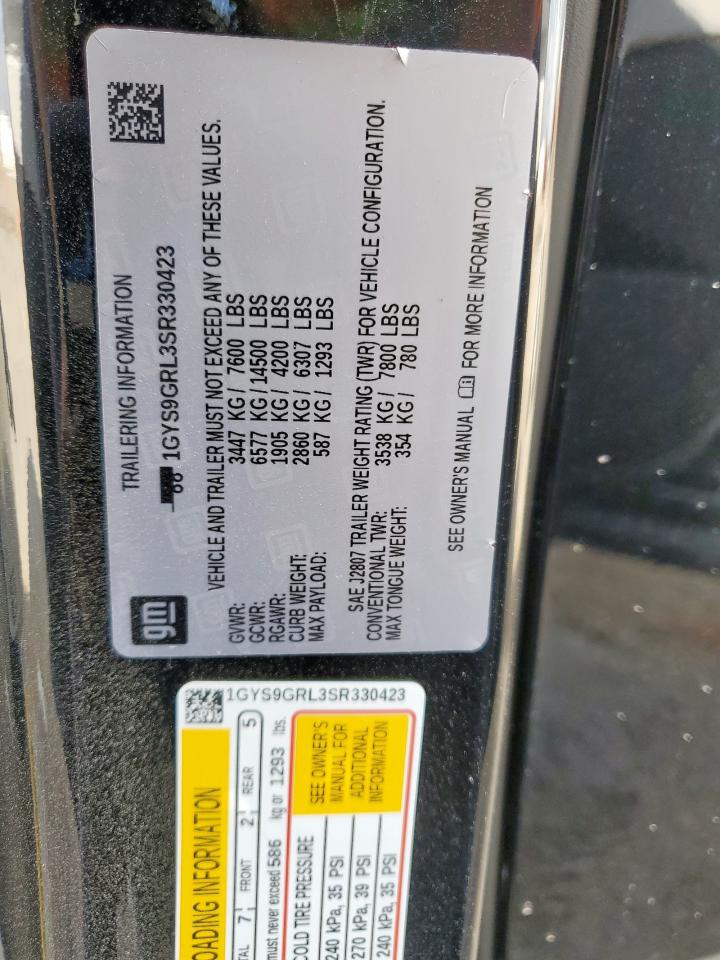 TRAILERING INFORMATION
1GYS9GRL3SR330423
gm
VEHICLE AND TRAILER MUST NOT EXCEED ANY OF THESE VALUES.
GVWR: 3447 KG / 7600 LBS
GCWR: 6577 KG / 14500 LBS
RGAWR: 1905 KG / 4200 LBS
CURB WEIGHT: 2860 KG / 6307 LBS
MAX PAYLOAD: 587 KG / 1293 LBS
SAE J2807 TRAILER WEIGHT RATING (TWR) FOR VEHICLE CONFIGURATION.
CONVENTIONAL TWR: 3538 KG / 7800 LBS
MAX TONGUE WEIGHT: 354 KG / 780 LBS
SEE OWNER'S MANUAL FOR MORE INFORMATION
1GYS9GRL3SR330423
OADING INFORMATION
TAL 7 FRONT 2 REAR 5
must never exceed 586 kg or 1293 lbs.
COLD TIRE PRESSURE
240 kPa, 35 PSI
270 kPa, 39 PSI
240 kPa, 35 PSI
SEE OWNER'S
MANUAL FOR
ADDITIONAL
INFORMATION